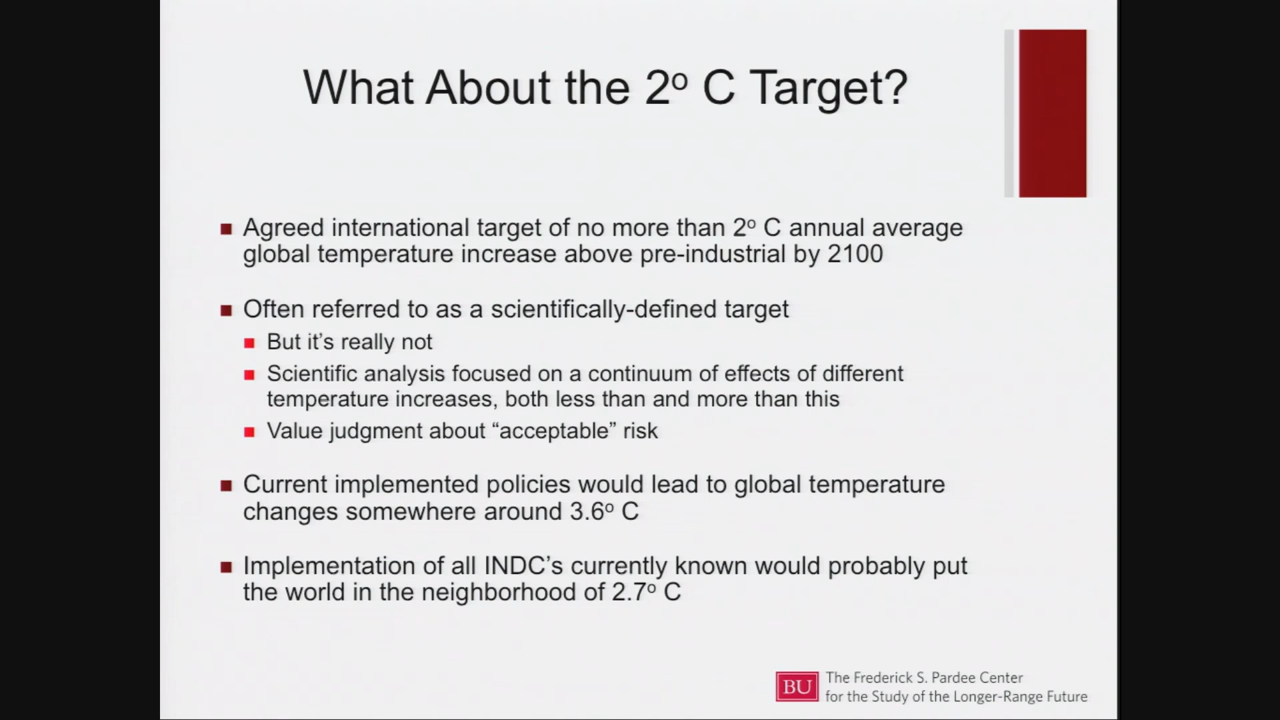 What About the 2º C Target?
Agreed international target of no more than 2º C annual average
global temperature increase above pre-industrial by 2100
Often referred to as a scientifically-defined target
But it’s really not
Scientific analysis focused on a continuum of effects of different
temperature increases, both less than and more than this
Value judgment about “acceptable” risk
Current implemented policies would lead to global temperature
changes somewhere around 3.6º C
Implementation of all INDC’s currently known would probably put
the world in the neighborhood of 2.7º C
BU
The Frederick S. Pardee Center
for the Study of the Longer-Range Future